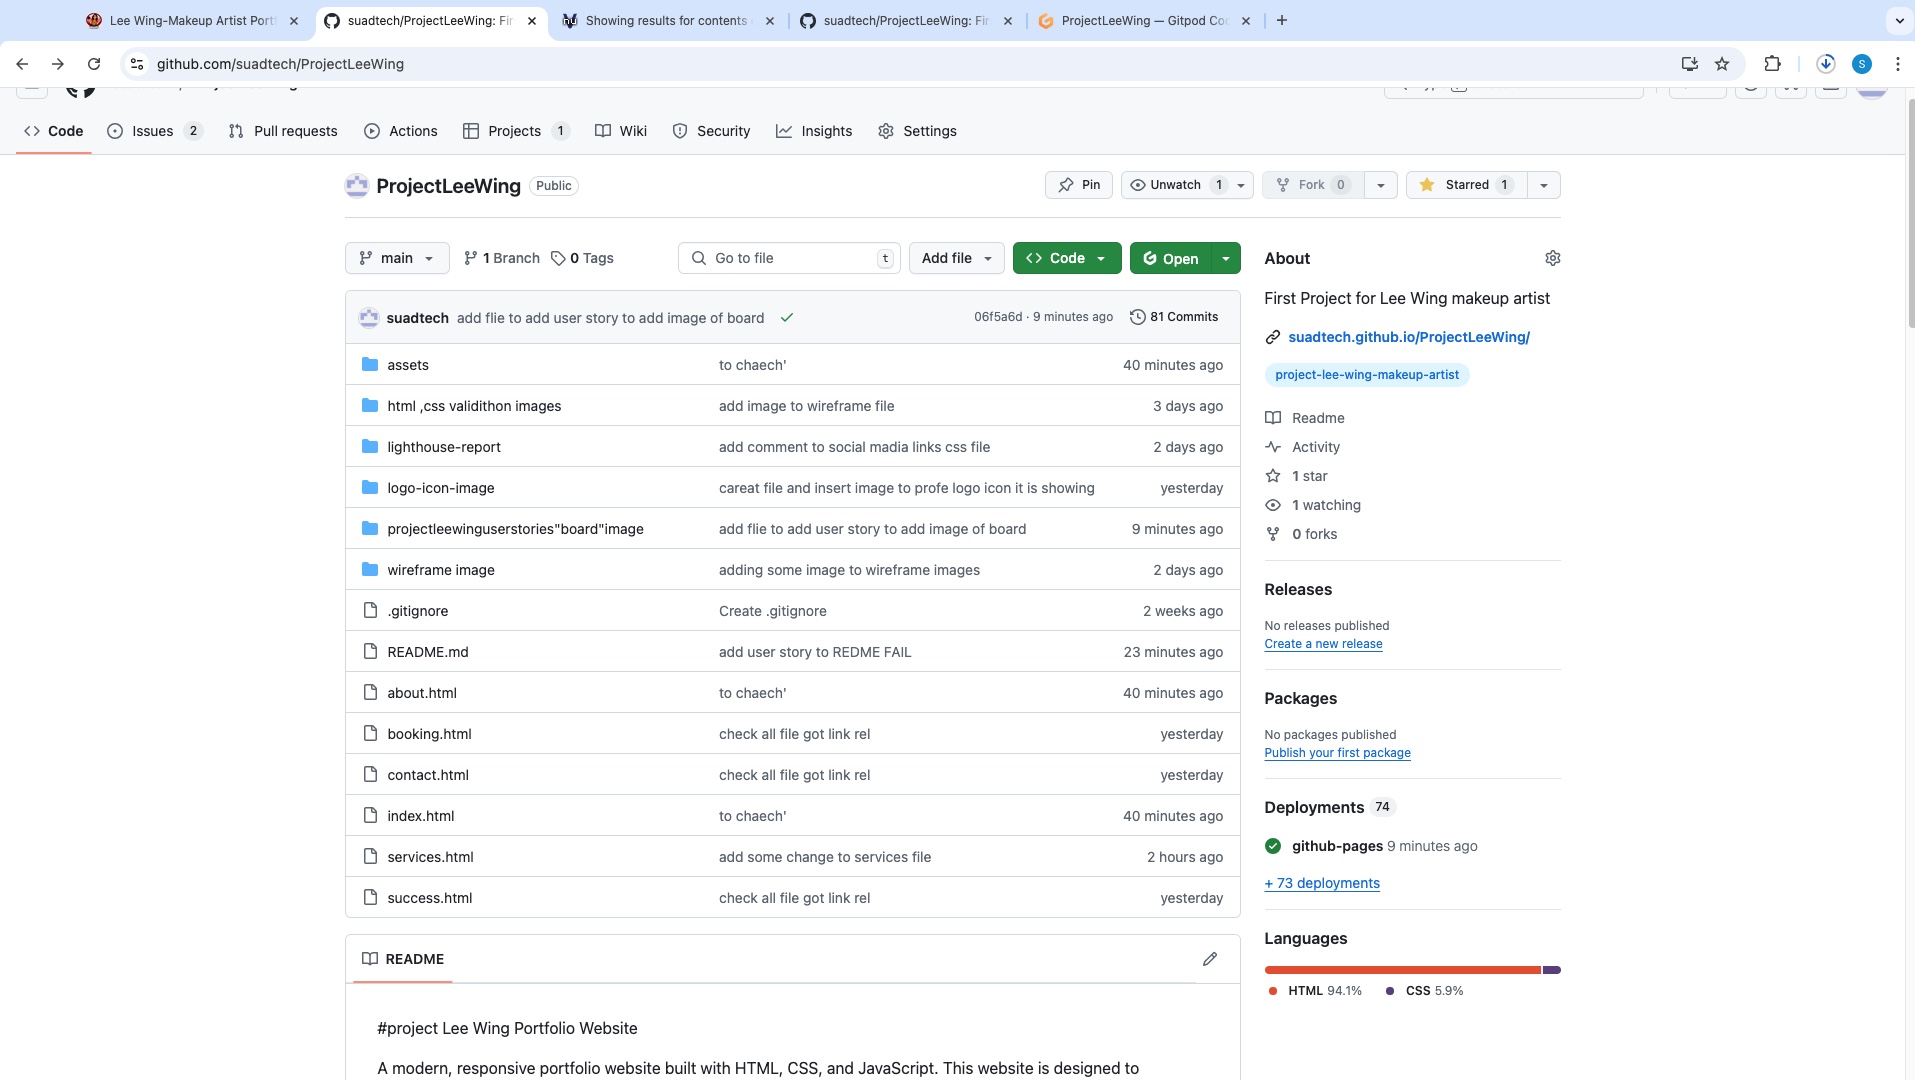 Lee Wing-Makeup Artist Port
suadtech/ProjectLeeWing: Fir
Showing results for contents
suadtech/ProjectLeeWing: Fir
ProjectLeeWing — Gitpod Co
github.com/suadtech/ProjectLeeWing
S
Code
Issues 2
Pull requests
Actions
Projects 1
Wiki
Security
Insights
Settings
ProjectLeeWing Public
Pin
Unwatch 1
Fork 0
Starred 1
main
1 Branch
0 Tags
Go to file t
Add file
Code
Open
suadtech add flie to add user story to add image of board
06f5a6d · 9 minutes ago
81 Commits
assets to chaech' 40 minutes ago
html ,css validithon images add image to wireframe file 3 days ago
lighthouse-report add comment to social madia links css file 2 days ago
logo-icon-image careat file and insert image to profe logo icon it is showing yesterday
projectleewinguserstories"board"image add flie to add user story to add image of board 9 minutes ago
wireframe image adding some image to wireframe images 2 days ago
.gitignore Create .gitignore 2 weeks ago
README.md add user story to REDME FAIL 23 minutes ago
about.html to chaech' 40 minutes ago
booking.html check all file got link rel yesterday
contact.html check all file got link rel yesterday
index.html to chaech' 40 minutes ago
services.html add some change to services file 2 hours ago
success.html check all file got link rel yesterday
README
#project Lee Wing Portfolio Website
A modern, responsive portfolio website built with HTML, CSS, and JavaScript. This website is designed to
About
First Project for Lee Wing makeup artist
suadtech.github.io/ProjectLeeWing/
project-lee-wing-makeup-artist
Readme
Activity
1 star
1 watching
0 forks
Releases
No releases published
Create a new release
Packages
No packages published
Publish your first package
Deployments 74
github-pages 9 minutes ago
+ 73 deployments
Languages
HTML 94.1% CSS 5.9%